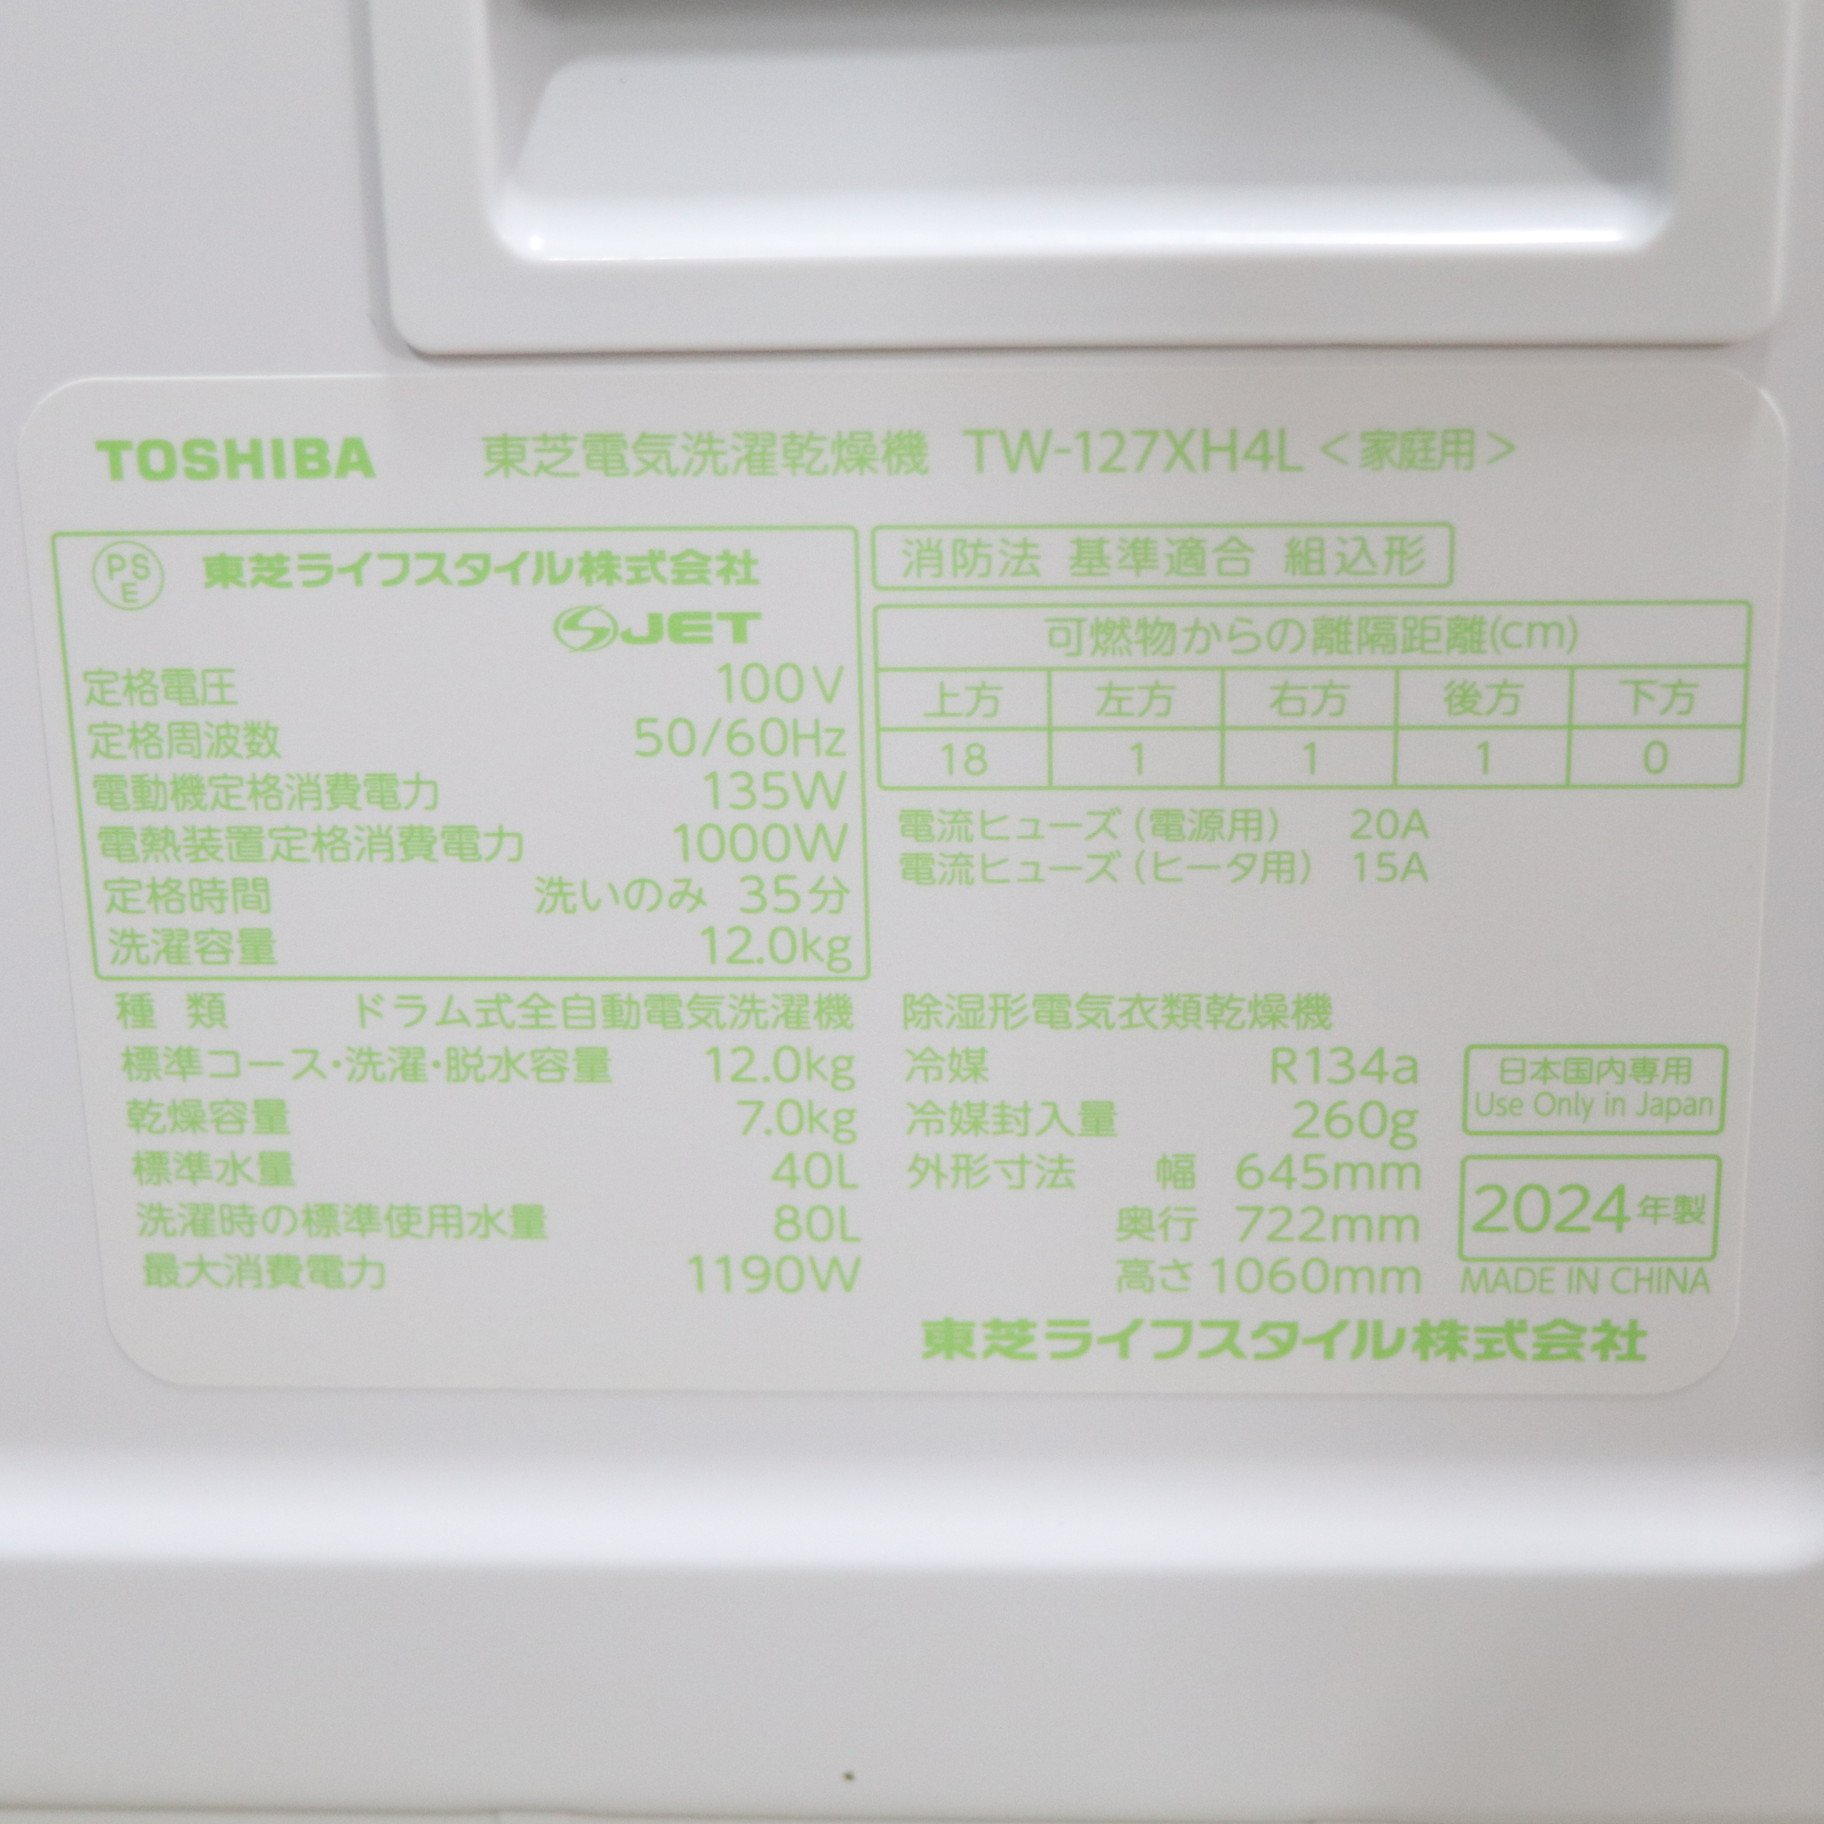 TOSHIBA 東芝電気洗濯乾燥機 TW-127XH4L <家庭用>
PSE 東芝ライフスタイル株式会社
JET
定格電圧 100V
定格周波数 50/60Hz
電動機定格消費電力 135W
電熱装置定格消費電力 1000W
定格時間 洗いのみ 35分
洗濯容量 12.0kg
種類 ドラム式全自動電気洗濯機
標準コース・洗濯・脱水容量 12.0kg
乾燥容量 7.0kg
標準水量 40L
洗濯時の標準使用水量 80L
最大消費電力 1190W
消防法 基準適合 組込形
可燃物からの離隔距離(cm)
上方 左方 右方 後方 下方
18 1 1 1 0
電流ヒューズ(電源用) 20A
電流ヒューズ(ヒータ用) 15A
除湿形電気衣類乾燥機
冷媒 R134a
冷媒封入量 260g
外形寸法 幅 645mm
奥行 722mm
高さ 1060mm
日本国内専用
Use Only in Japan
2024年製
MADE IN CHINA
東芝ライフスタイル株式会社